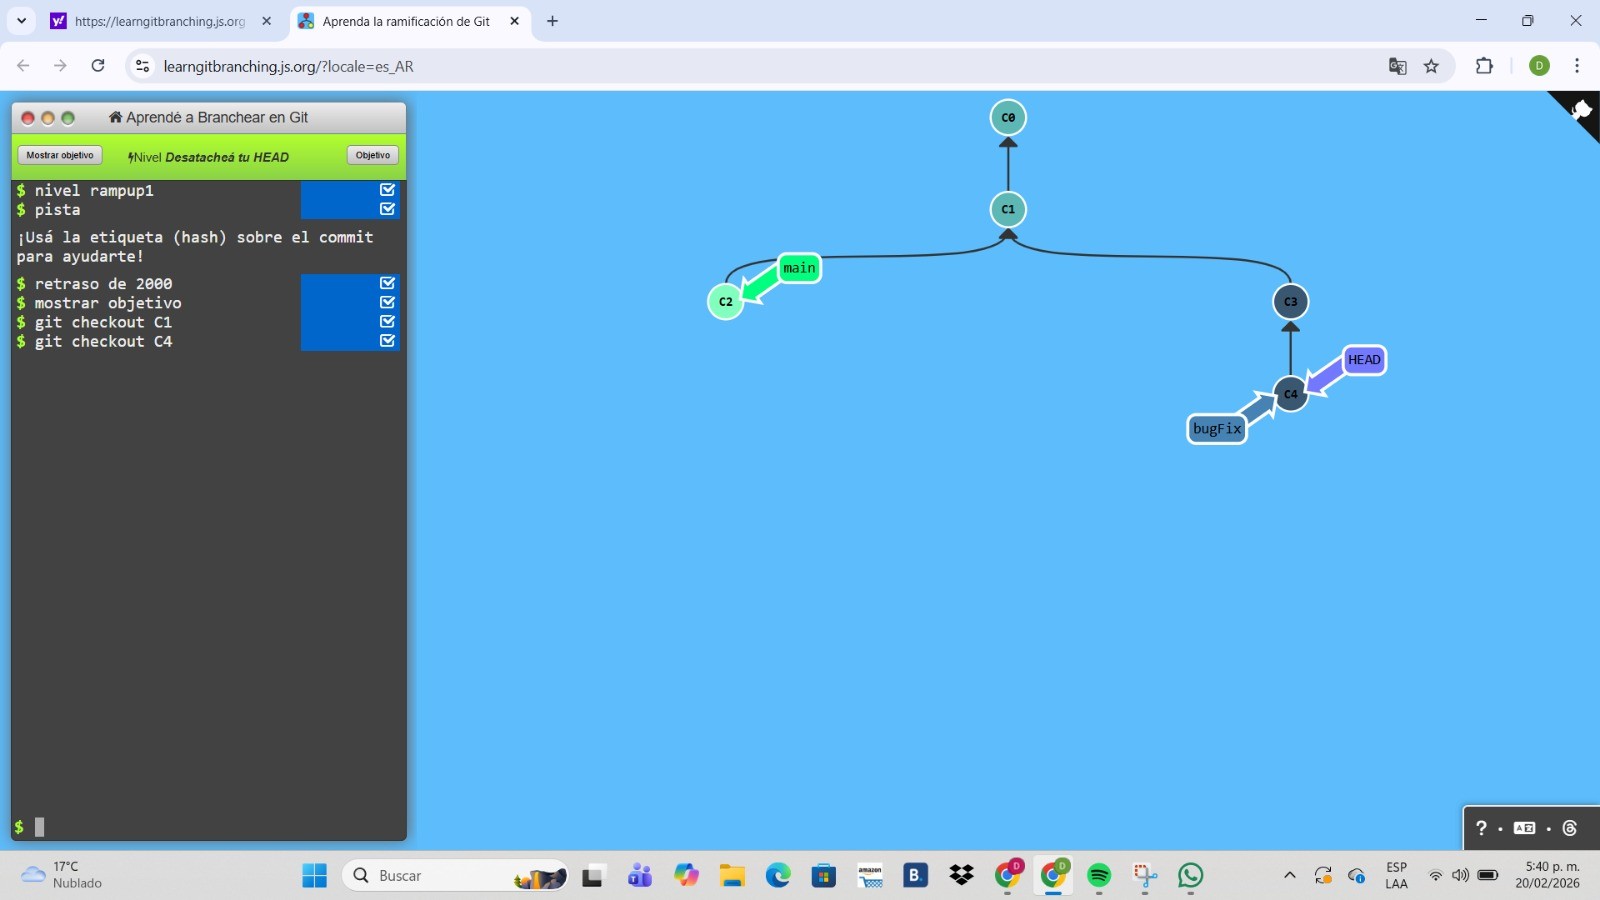 https://learngitbranching.js.org
Aprenda la ramificación de Git
learngitbranching.js.org/?locale=es_AR
D
Aprendé a Branchear en Git
Mostrar objetivo
Nivel Desatacheá tu HEAD
Objetivo
$ nivel rampup1
$ pista
¡Usá la etiqueta (hash) sobre el commit
para ayudarte!
$ retraso de 2000
$ mostrar objetivo
$ git checkout C1
$ git checkout C4
$
C0
C1
main
C2
C3
HEAD
C4
bugFix
?
17°C
Nublado
Buscar
amazon
B.
D
D
ESP
LAA
5:40 p. m.
20/02/2026